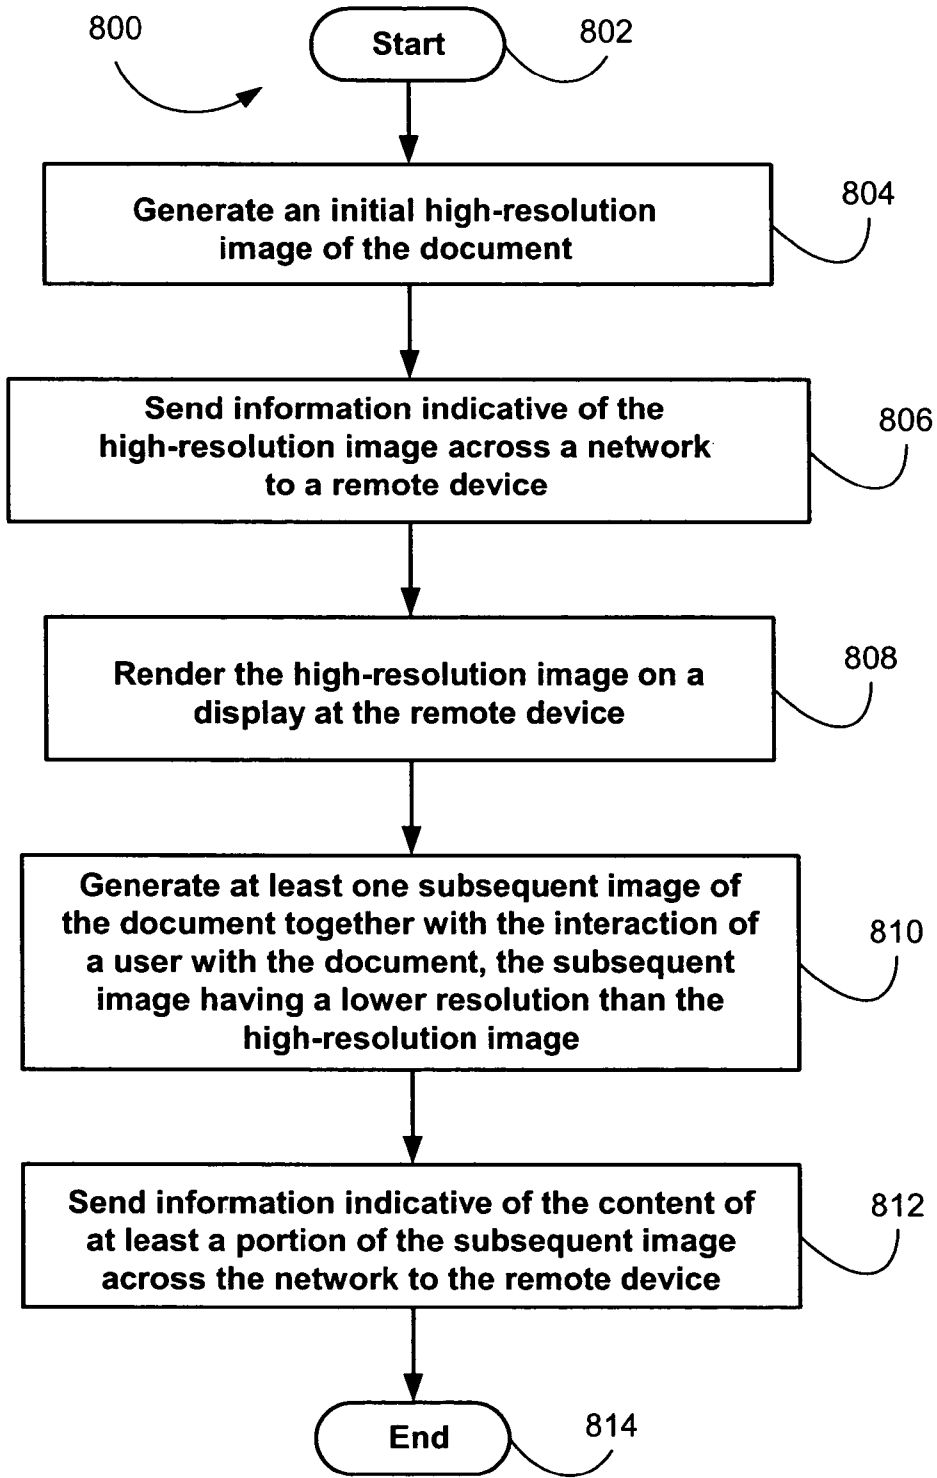 800
Start
802
Generate an initial high-resolution
image of the document
804
Send information indicative of the
high-resolution image across a network
to a remote device
806
Render the high-resolution image on a
display at the remote device
808
Generate at least one subsequent image of
the document together with the interaction of
a user with the document, the subsequent
image having a lower resolution than the
high-resolution image
810
Send information indicative of the content of
at least a portion of the subsequent image
across the network to the remote device
812
End
814